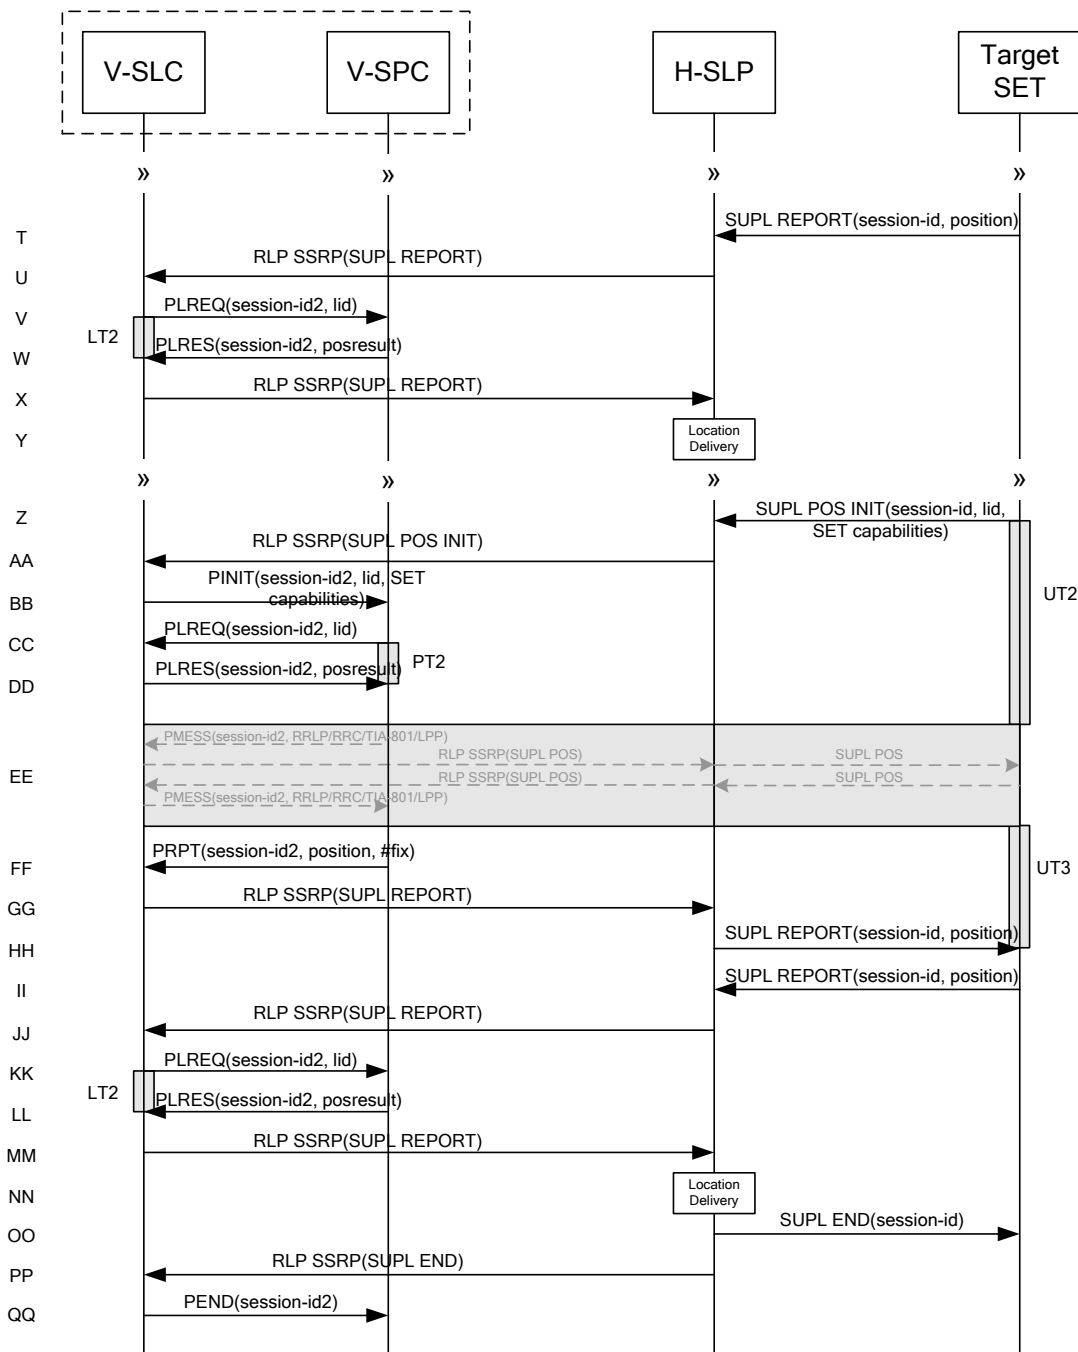 V-SLC
V-SPC
H-SLP
Target
SET
»
»
»
»
T
SUPL REPORT(session-id, position)
U
RLP SSRP(SUPL REPORT)
V
PLREQ(session-id2, lid)
LT2
W
PLRES(session-id2, posresult)
X
RLP SSRP(SUPL REPORT)
Y
Location
Delivery
»
»
»
»
Z
SUPL POS INIT(session-id, lid,
SET capabilities)
AA
RLP SSRP(SUPL POS INIT)
BB
PINIT(session-id2, lid, SET
capabilities)
UT2
CC
PLREQ(session-id2, lid)
PT2
DD
PLRES(session-id2, posresult)
EE
PMESS(session-id2, RRLP/RRC/TIA-801/LPP)
RLP SSRP(SUPL POS)
SUPL POS
RLP SSRP(SUPL POS)
SUPL POS
PMESS(session-id2, RRLP/RRC/TIA-801/LPP)
FF
PRPT(session-id2, position, #fix)
UT3
GG
RLP SSRP(SUPL REPORT)
HH
SUPL REPORT(session-id, position)
II
SUPL REPORT(session-id, position)
JJ
RLP SSRP(SUPL REPORT)
KK
PLREQ(session-id2, lid)
LT2
LL
PLRES(session-id2, posresult)
MM
RLP SSRP(SUPL REPORT)
NN
Location
Delivery
OO
SUPL END(session-id)
PP
RLP SSRP(SUPL END)
QQ
PEND(session-id2)